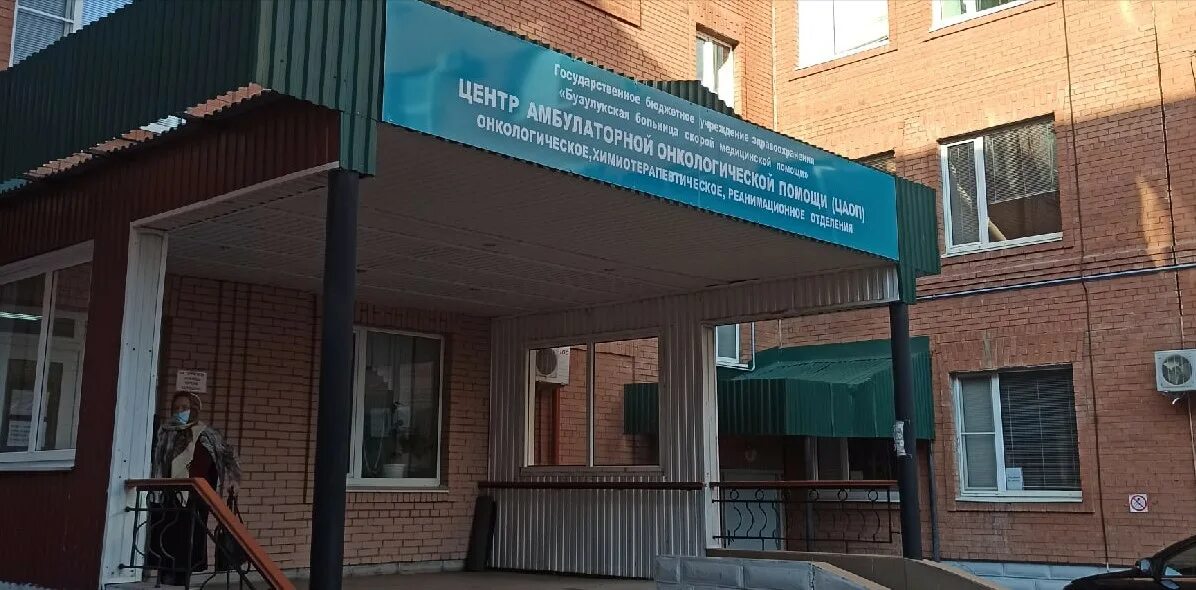 Государственное бюджетное учреждение здравоохранения
«Бузулукская больница скорой медицинской помощи»
ЦЕНТР АМБУЛАТОРНОЙ ОНКОЛОГИЧЕСКОЙ ПОМОЩИ (ЦАОП)
ОНКОЛОГИЧЕСКОЕ, ХИМИОТЕРАПЕВТИЧЕСКОЕ, РЕАНИМАЦИОННОЕ ОТДЕЛЕНИЯ